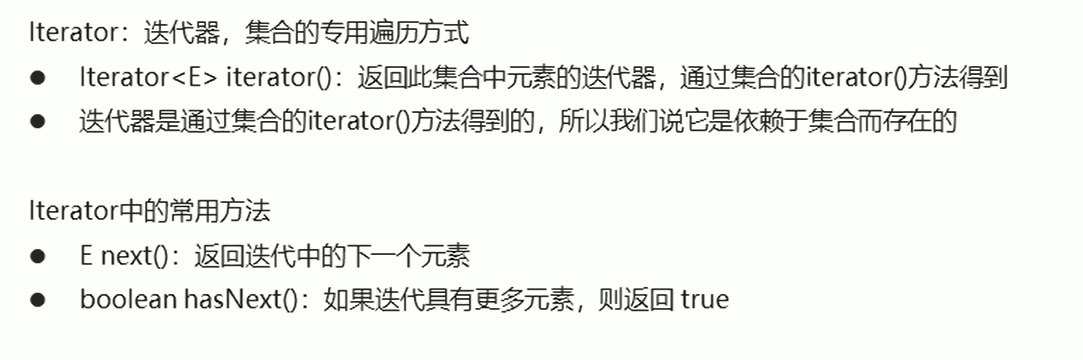 Iterator：迭代器，集合的专用遍历方式
● Iterator<E> iterator()：返回此集合中元素的迭代器，通过集合的iterator()方法得到
● 迭代器是通过集合的iterator()方法得到的，所以我们说它是依赖于集合而存在的
Iterator中的常用方法
● E next()：返回迭代中的下一个元素
● boolean hasNext()：如果迭代具有更多元素，则返回 true